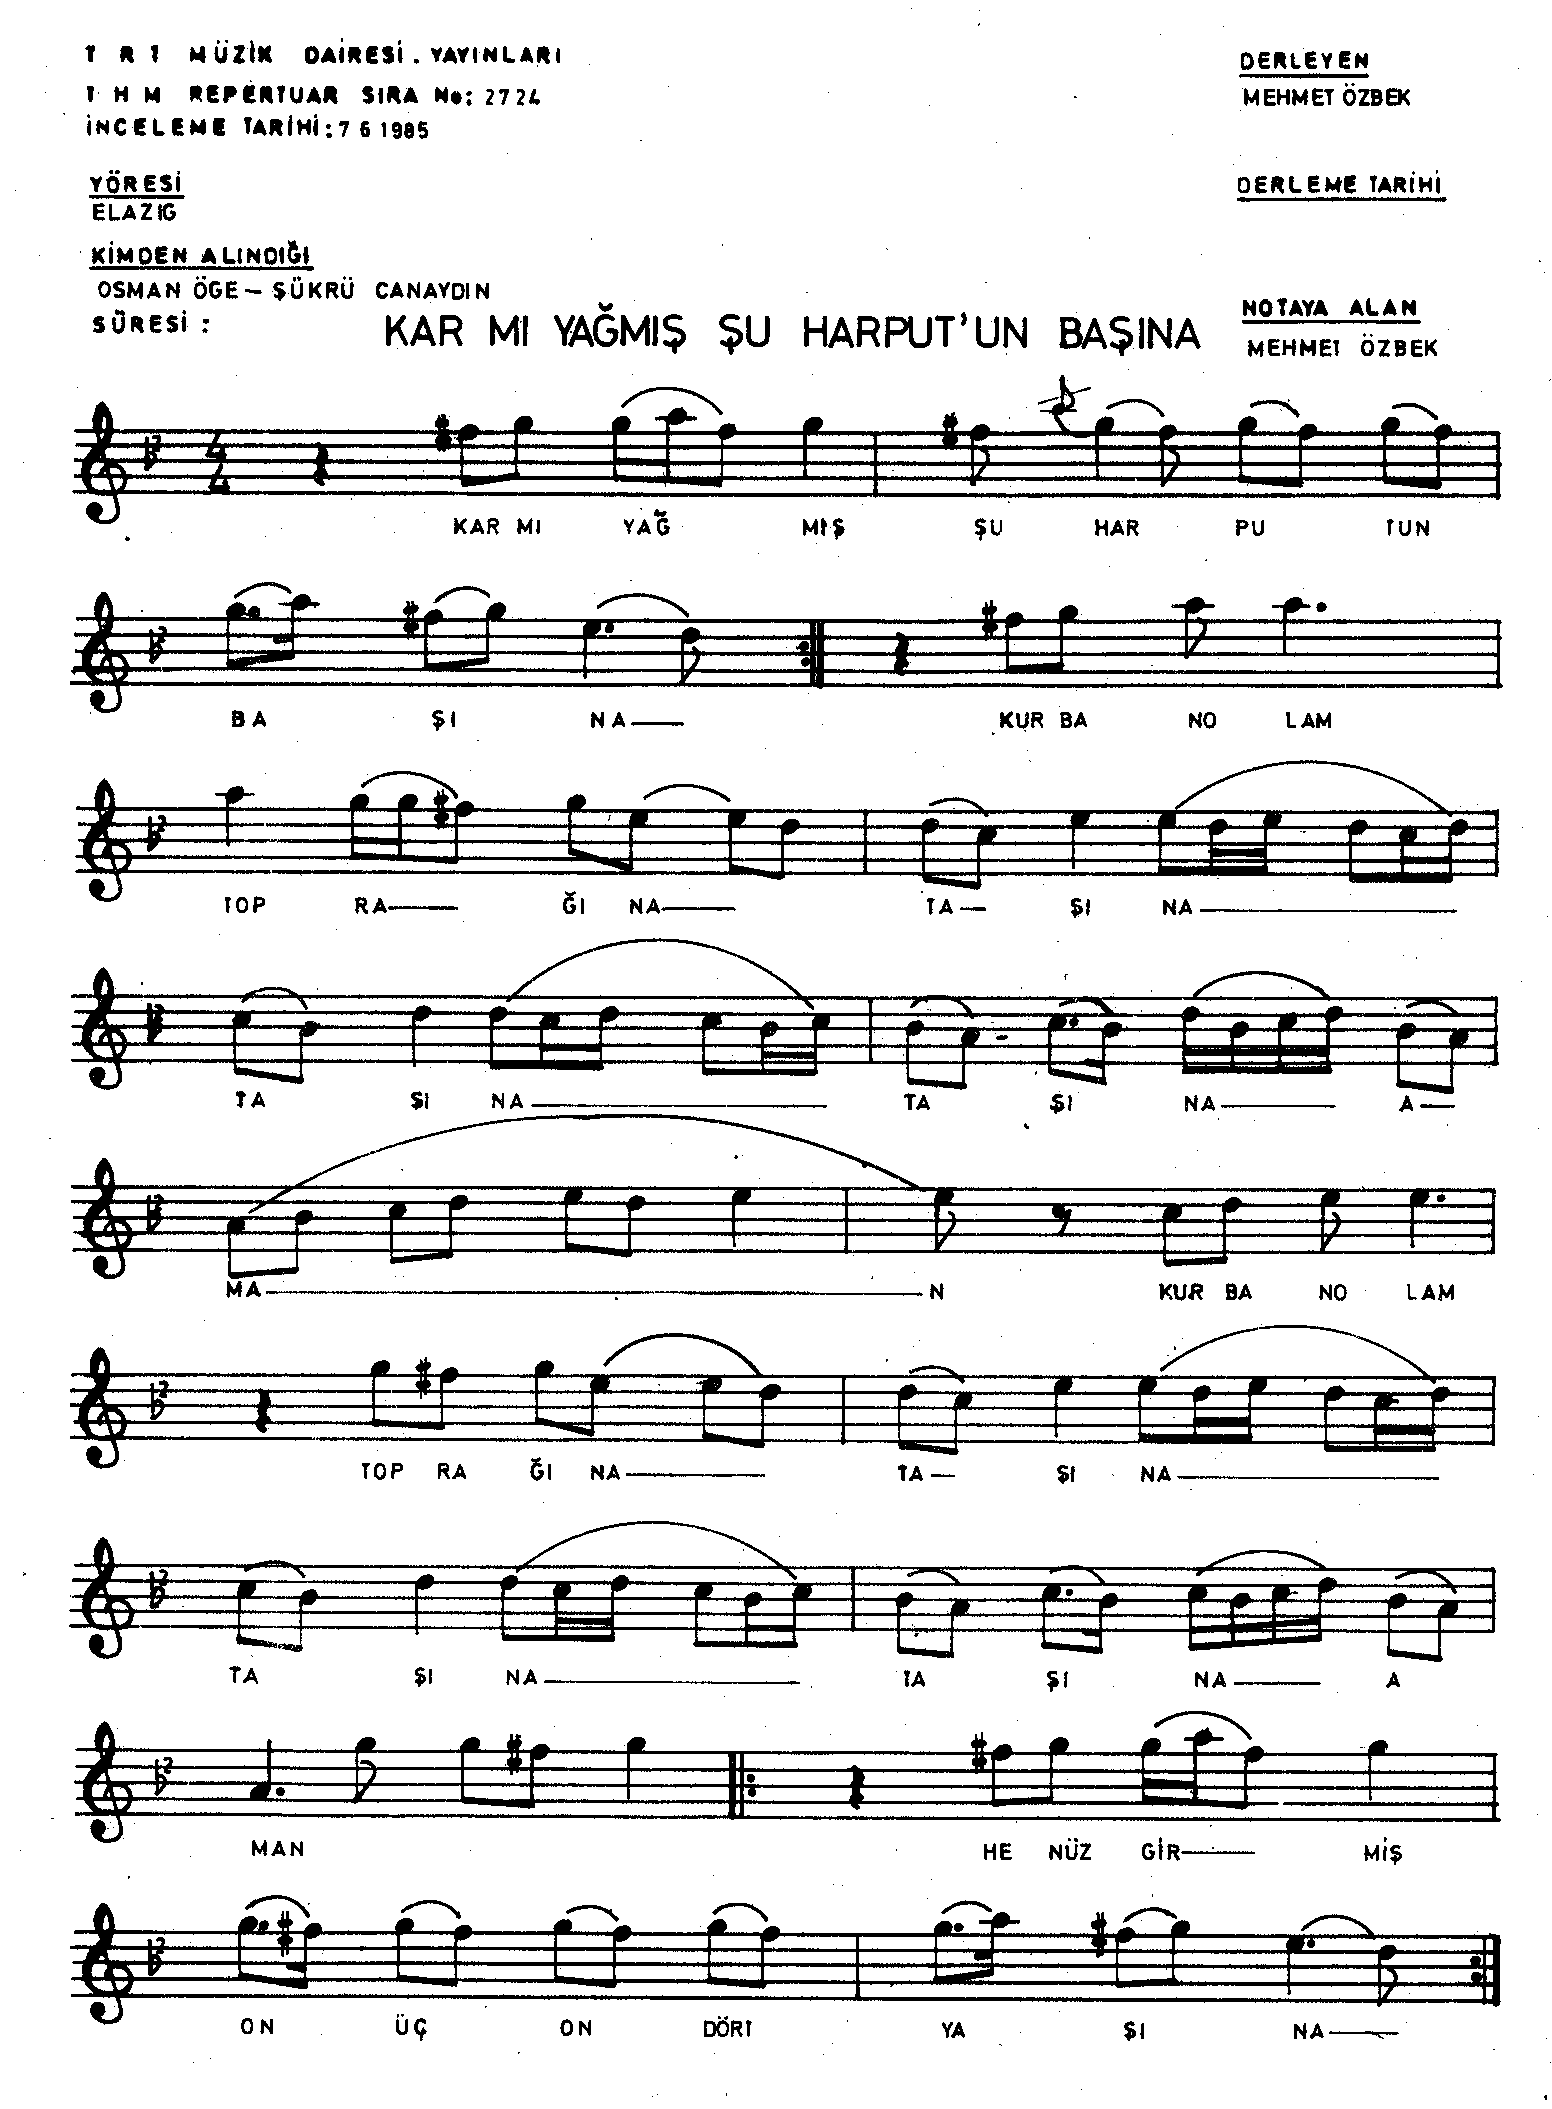 T R T MÜZİK DAİRESİ. YAYINLARI
T H M REPERTUAR SIRA No: 2724
İNCELEME TARİHİ: 7 6 1985
DERLEYEN
MEHMET ÖZBEK
YÖRESİ
ELAZIG
DERLEME TARİHİ
KİMDEN ALINDIĞI
OSMAN ÖGE – ŞÜKRÜ CANAYDIN
SÜRESİ :
KAR MI YAĞMIŞ ŞU HARPUT'UN BAŞINA
NOTAYA ALAN
MEHMET ÖZBEK
4
4
KAR MI YAĞ MIŞ ŞU HAR PU TUN
BA ŞI NA— KUR BA NO LAM
TOP RA— ĞI NA— TA— ŞI NA—
TA ŞI NA— TA ŞI NA— A—
MA— N KUR BA NO LAM
TOP RA ĞI NA— TA— ŞI NA—
TA ŞI NA— TA ŞI NA— A
MAN HE NÜZ GİR— MİŞ
ON ÜÇ ON DÖRT YA ŞI NA—